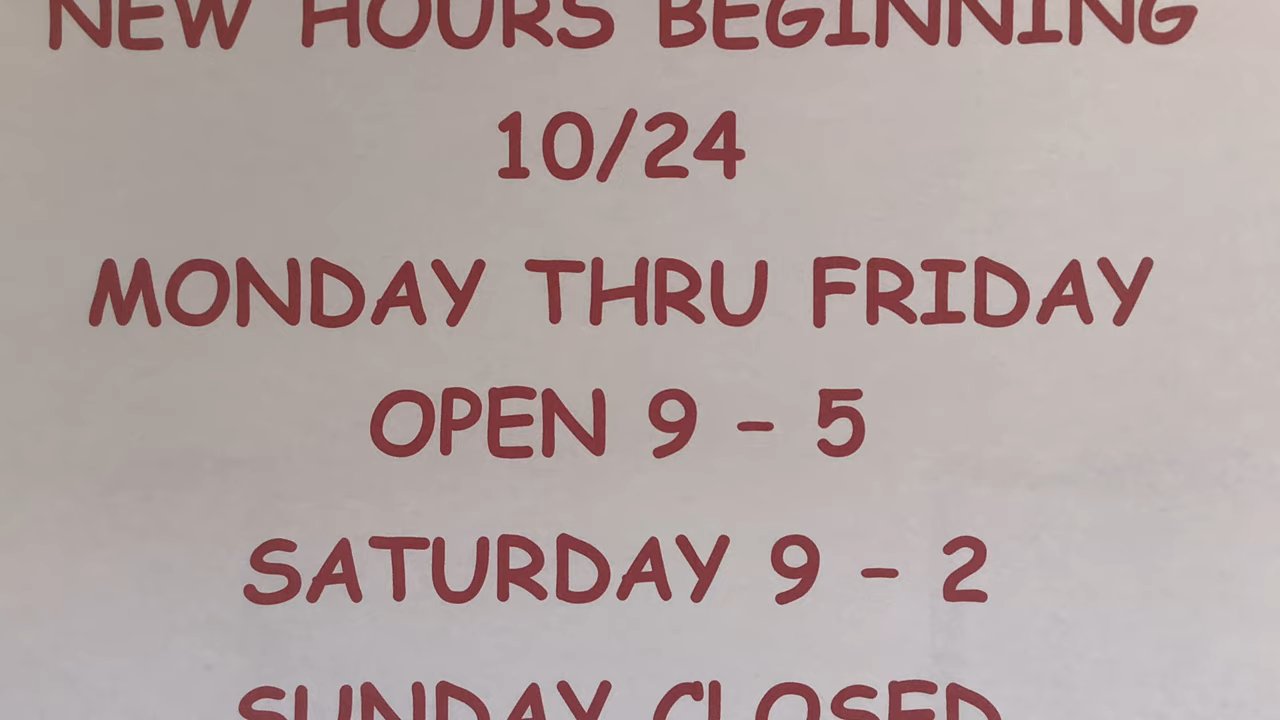 NEW HOURS BEGINNING
10/24
MONDAY THRU FRIDAY
OPEN 9 - 5
SATURDAY 9 - 2
SUNDAY CLOSED